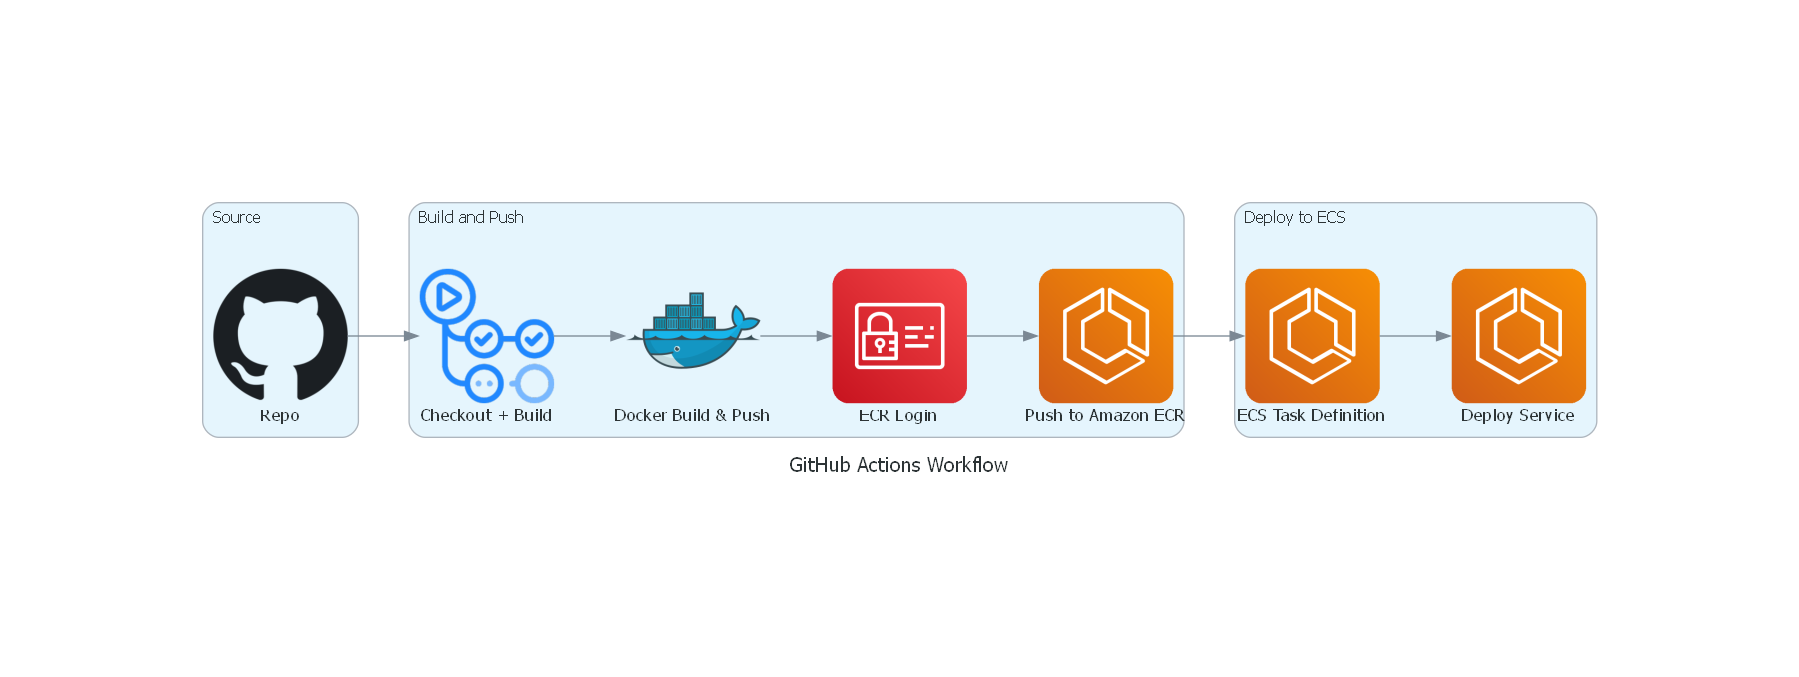 Source
Build and Push
Deploy to ECS
Repo
Checkout + Build
Docker Build & Push
ECR Login
Push to Amazon ECR
ECS Task Definition
Deploy Service
GitHub Actions Workflow